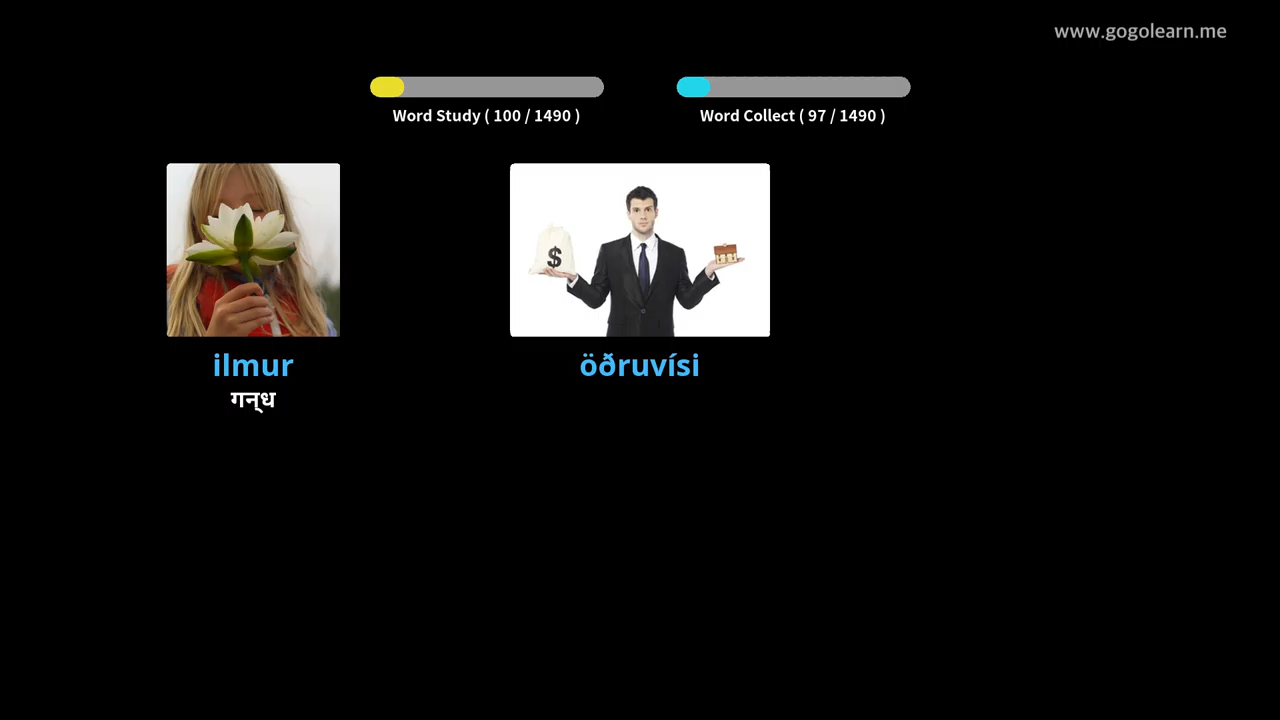 www.gogolearn.me
Word Study ( 100 / 1490 )
Word Collect ( 97 / 1490 )
$
ilmur
गन्‌ध
öðruvísi